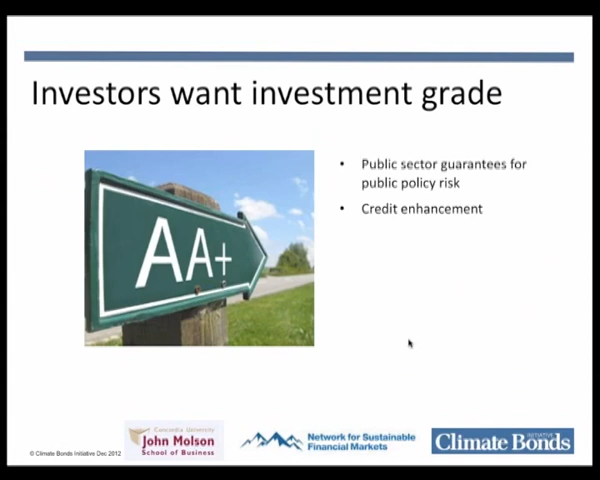 Investors want investment grade
AA+
• Public sector guarantees for
public policy risk
• Credit enhancement
© Climate Bonds Initiative Dec 2012
Concordia University
John Molson
School of Business
Network for Sustainable
Financial Markets
INITIATIVE
Climate Bonds